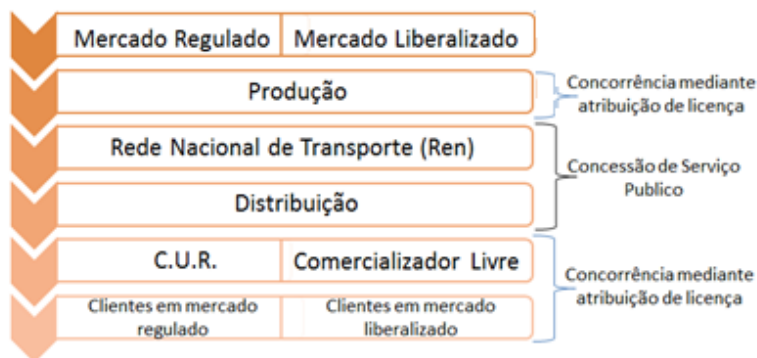 Mercado Regulado
Mercado Liberalizado
Produção
Concorrência mediante
atribuição de licença
Rede Nacional de Transporte (Ren)
Concessão de Serviço
Publico
Distribuição
C.U.R.
Comercializador Livre
Concorrência mediante
atribuição de licença
Clientes em mercado
regulado
Clientes em mercado
liberalizado